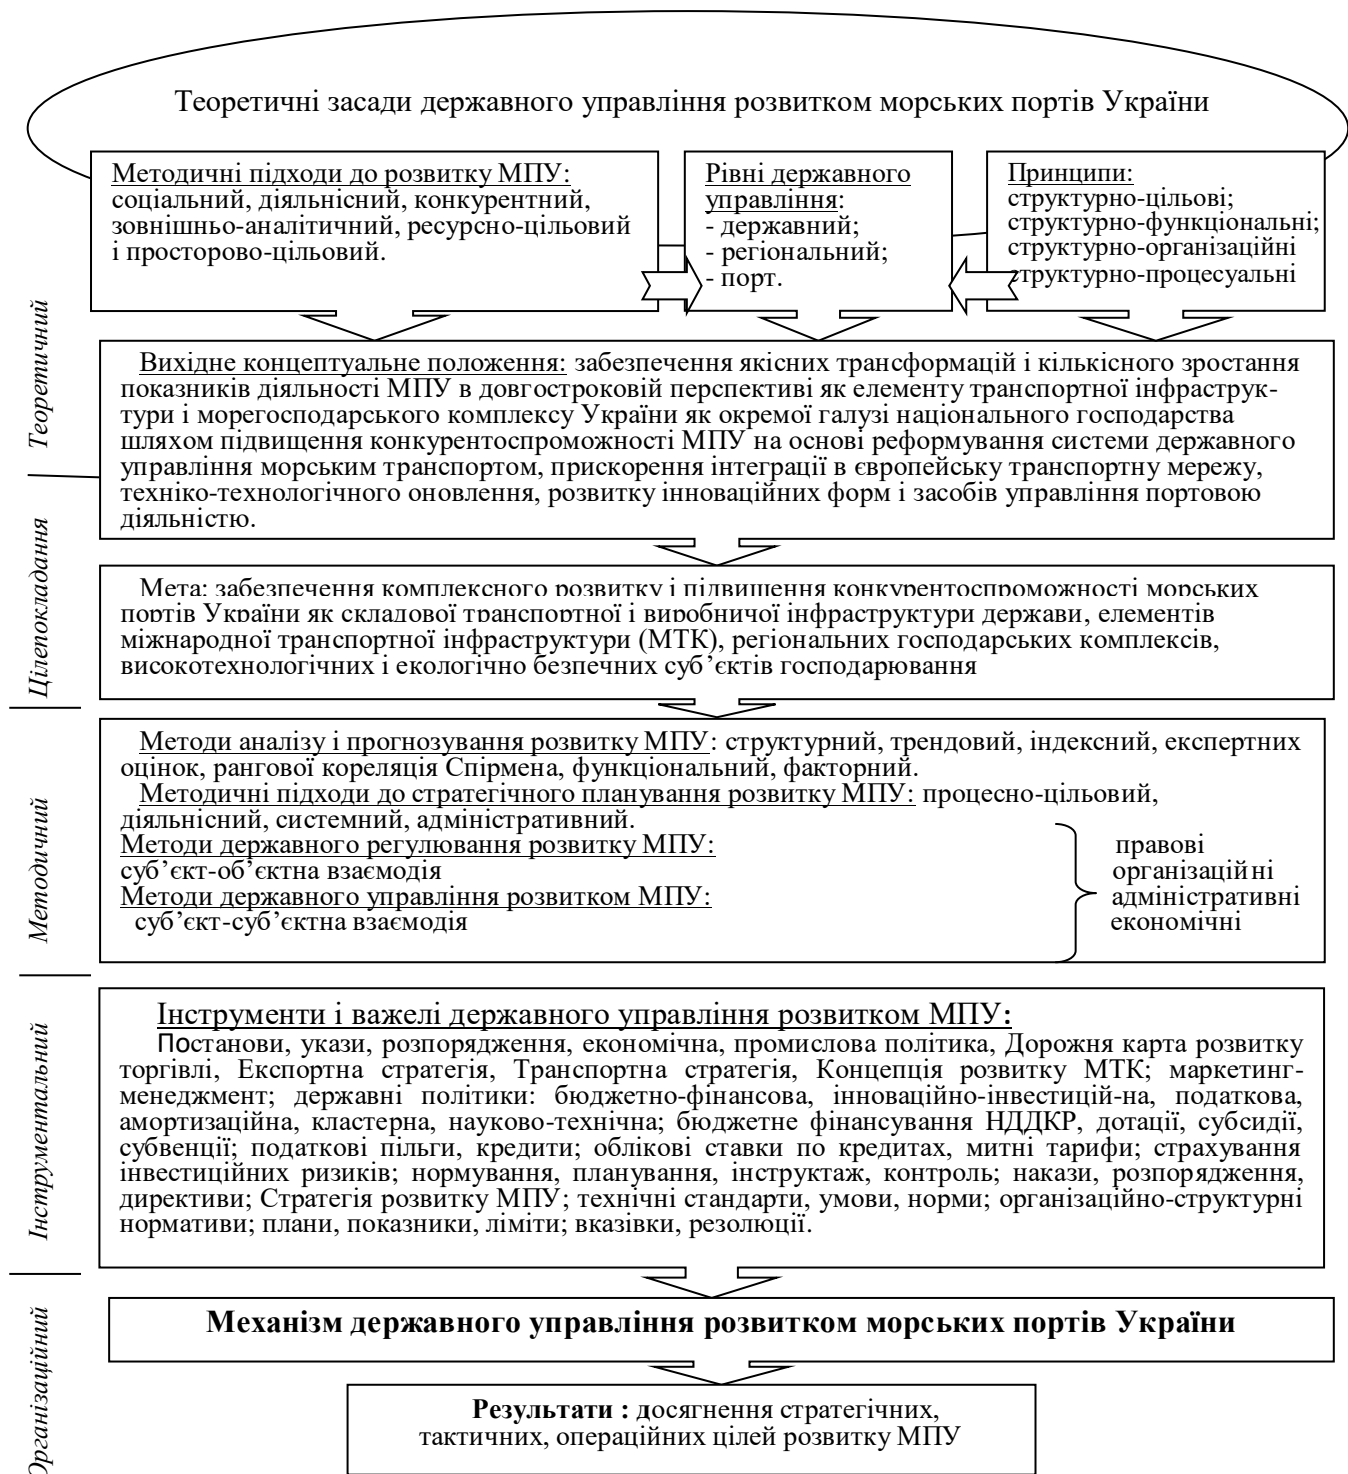 Теоретичні засади державного управління розвитком морських портів України
Методичні підходи до розвитку МПУ:
соціальний, діяльнісний, конкурентний,
зовнішньо-аналітичний, ресурсно-цільовий
і просторово-цільовий.
Рівні державного
управління:
- державний;
- регіональний;
- порт.
Принципи:
структурно-цільові;
структурно-функціональні;
структурно-організаційні
структурно-процесуальні
Теоретичний
Вихідне концептуальне положення: забезпечення якісних трансформацій і кількісного зростання
показників діяльності МПУ в довгостроковій перспективі як елементу транспортної інфраструк-
тури і морегосподарського комплексу України як окремої галузі національного господарства
шляхом підвищення конкурентоспроможності МПУ на основі реформування системи державного
управління морським транспортом, прискорення інтеграції в європейську транспортну мережу,
техніко-технологічного оновлення, розвитку інноваційних форм і засобів управління портовою
діяльністю.
Цілепокладання
Мета: забезпечення комплексного розвитку і підвищення конкурентоспроможності морських
портів України як складової транспортної і виробничої інфраструктури держави, елементів
міжнародної транспортної інфраструктури (МТК), регіональних господарських комплексів,
високотехнологічних і екологічно безпечних суб’єктів господарювання
Методичний
Методи аналізу і прогнозування розвитку МПУ: структурний, трендовий, індексний, експертних
оцінок, рангової кореляція Спірмена, функціональний, факторний.
Методичні підходи до стратегічного планування розвитку МПУ: процесно-цільовий,
діяльнісний, системний, адміністративний.
Методи державного регулювання розвитку МПУ:
суб’єкт-об’єктна взаємодія
Методи державного управління розвитком МПУ:
суб’єкт-суб’єктна взаємодія
правові
організаційні
адміністративні
економічні
Інструментальний
Інструменти і важелі державного управління розвитком МПУ:
Постанови, укази, розпорядження, економічна, промислова політика, Дорожня карта розвитку
торгівлі, Експортна стратегія, Транспортна стратегія, Концепція розвитку МТК; маркетинг-
менеджмент; державні політики: бюджетно-фінансова, інноваційно-інвестицій-на, податкова,
амортизаційна, кластерна, науково-технічна; бюджетне фінансування НДДКР, дотації, субсидії,
субвенції; податкові пільги, кредити; облікові ставки по кредитах, митні тарифи; страхування
інвестиційних ризиків; нормування, планування, інструктаж, контроль; накази, розпорядження,
директиви; Стратегія розвитку МПУ; технічні стандарти, умови, норми; організаційно-структурні
нормативи; плани, показники, ліміти; вказівки, резолюції.
Організаційний
Механізм державного управління розвитком морських портів України
Результати : досягнення стратегічних,
тактичних, операційних цілей розвитку МПУ